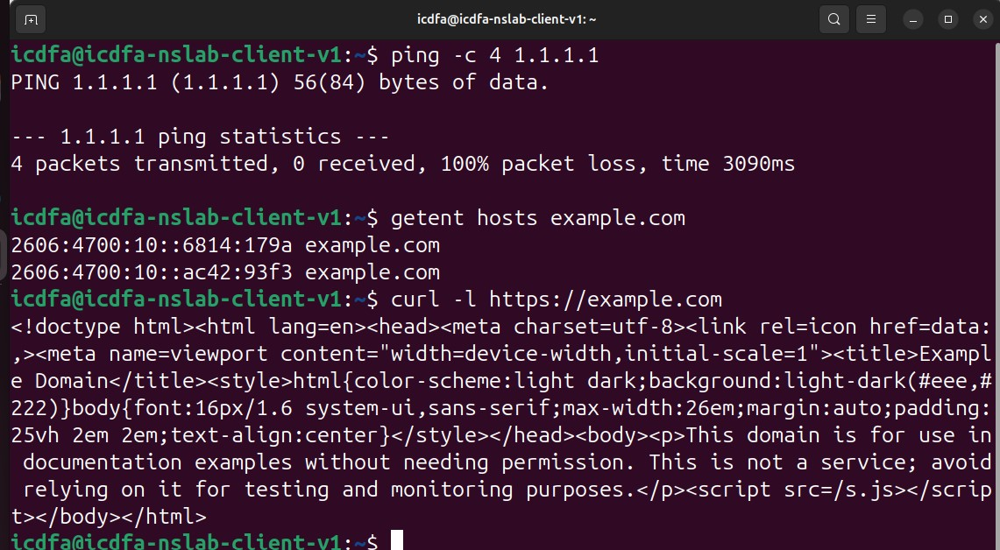 icdfa@icdfa-nslab-client-v1: ~
icdfa@icdfa-nslab-client-v1:~$ ping -c 4 1.1.1.1
PING 1.1.1.1 (1.1.1.1) 56(84) bytes of data.
--- 1.1.1.1 ping statistics ---
4 packets transmitted, 0 received, 100% packet loss, time 3090ms
icdfa@icdfa-nslab-client-v1:~$ getent hosts example.com
2606:4700:10::6814:179a example.com
2606:4700:10::ac42:93f3 example.com
icdfa@icdfa-nslab-client-v1:~$ curl -l https://example.com
<!doctype html><html lang=en><head><meta charset=utf-8><link rel=icon href=data:
,><meta name=viewport content="width=device-width,initial-scale=1"><title>Exampl
e Domain</title><style>html{color-scheme:light dark;background:light-dark(#eee,#
222)}body{font:16px/1.6 system-ui,sans-serif;max-width:26em;margin:auto;padding:
25vh 2em 2em;text-align:center}</style></head><body><p>This domain is for use in
 documentation examples without needing permission. This is not a service; avoid
 relying on it for testing and monitoring purposes.</p><script src=/s.js></scrip
t></body></html>
icdfa@icdfa-nslab-client-v1:~$